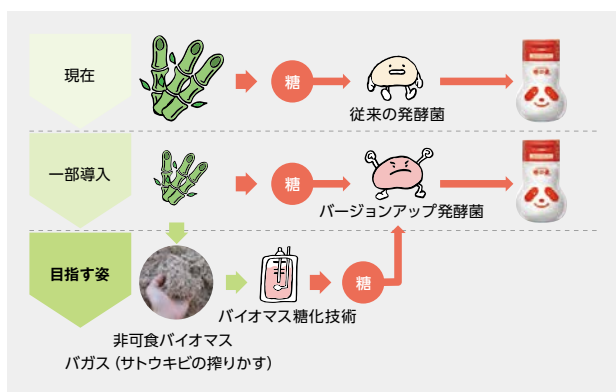 現在
糖
従来の発酵菌
一部導入
糖
バージョンアップ発酵菌
目指す姿
糖
バイオマス糖化技術
非可食バイオマス
バガス（サトウキビの搾りかす）